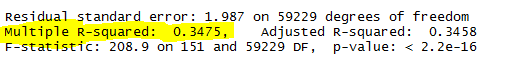 Residual standard error: 1.987 on 59229 degrees of freedom
Multiple R-squared:  0.3475,    Adjusted R-squared:  0.3458
F-statistic: 208.9 on 151 and 59229 DF,  p-value: < 2.2e-16